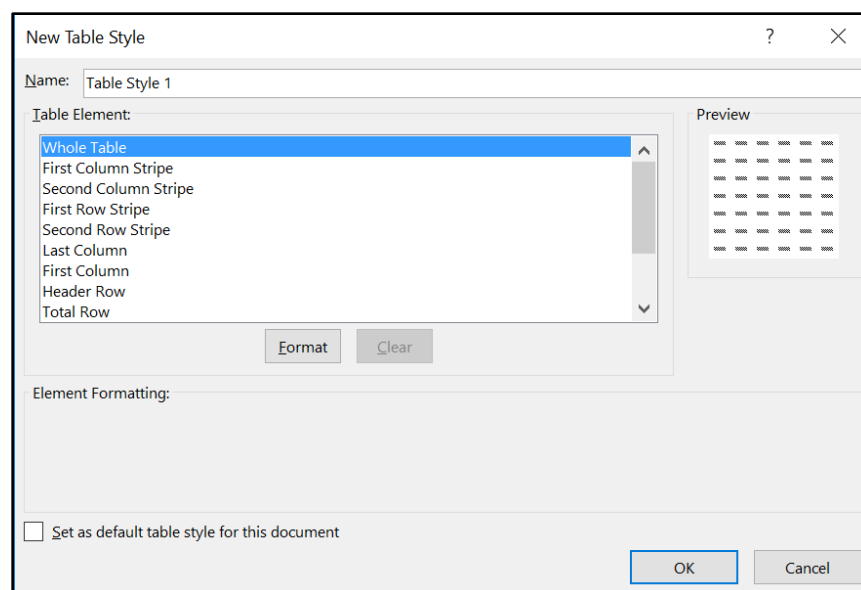 New Table Style
Name: Table Style 1
Table Element:
Whole Table
First Column Stripe
Second Column Stripe
First Row Stripe
Second Row Stripe
Last Column
First Column
Header Row
Total Row
Format Clear
Preview
Element Formatting:
Set as default table style for this document
OK Cancel